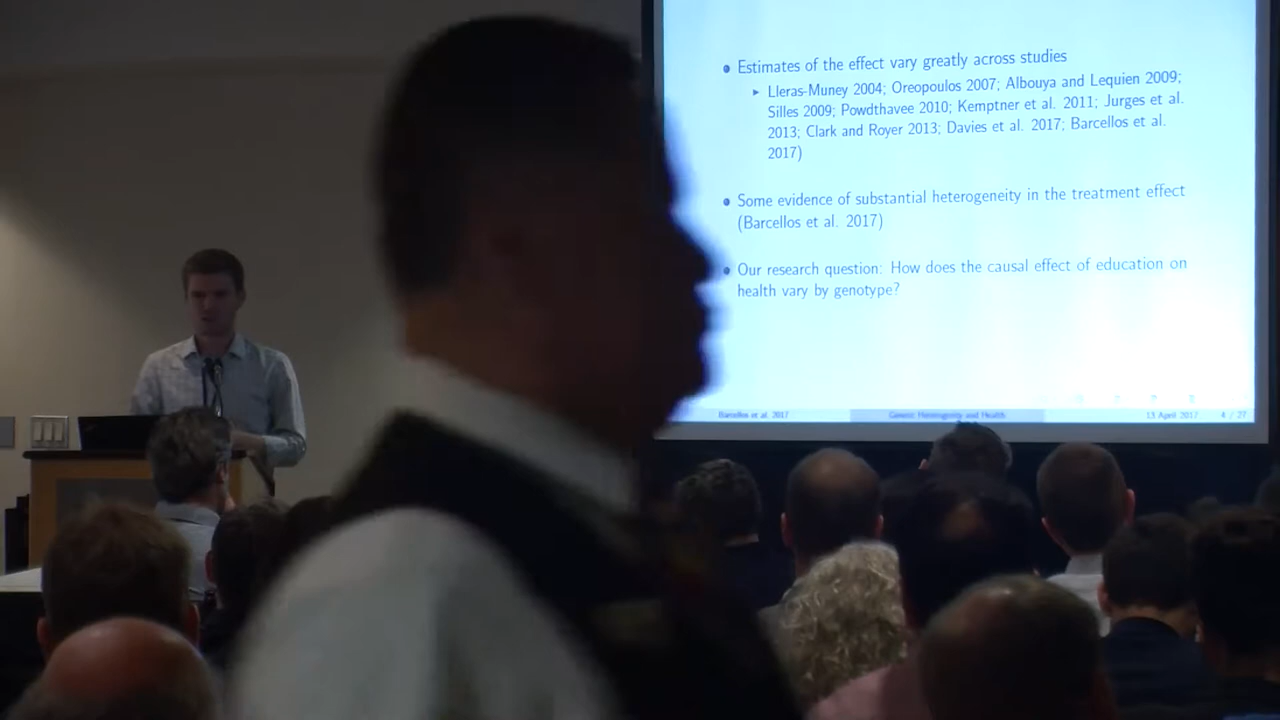 Estimates of the effect vary greatly across studies
Lleras-Muney 2004; Oreopoulos 2007; Albouya and Lequien 2009;
Silles 2009; Powdthavee 2010; Kemptner et al. 2011; Jurges et al.
2013; Clark and Royer 2013; Davies et al. 2017; Barcellos et al.
2017)
Some evidence of substantial heterogeneity in the treatment effect
(Barcellos et al. 2017)
Our research question: How does the causal effect of education on
health vary by genotype?
Barcellos et al. 2017 Genetic Heterogeneity and Health 13 April 2017 4 / 27